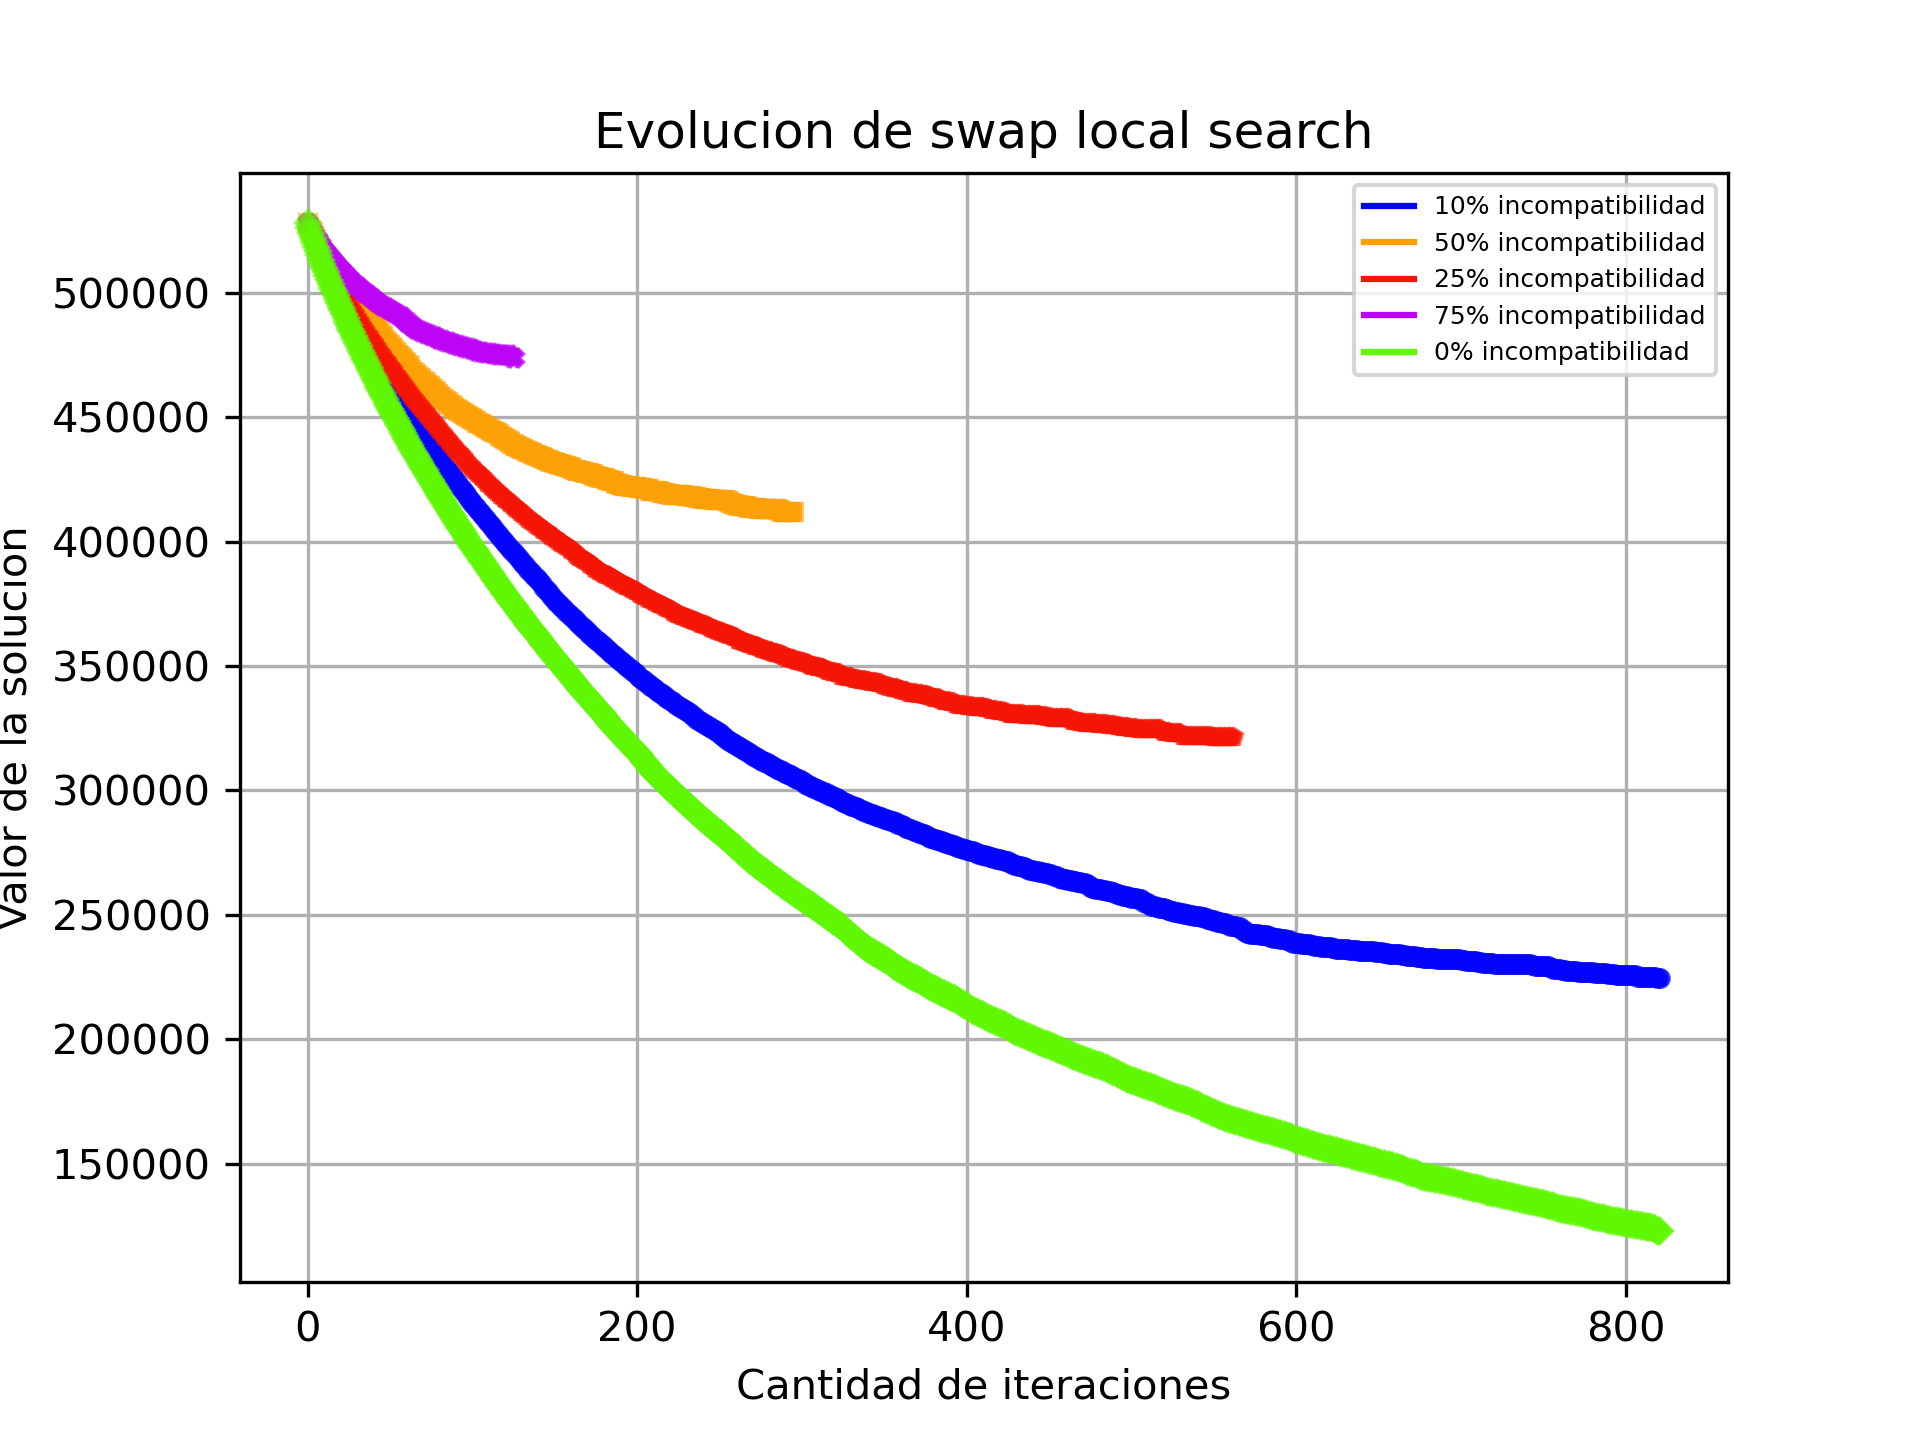 Evolucion de swap local search
10% incompatibilidad
50% incompatibilidad
25% incompatibilidad
75% incompatibilidad
0% incompatibilidad
Valor de la solucion
500000
450000
400000
350000
300000
250000
200000
150000
0 200 400 600 800
Cantidad de iteraciones